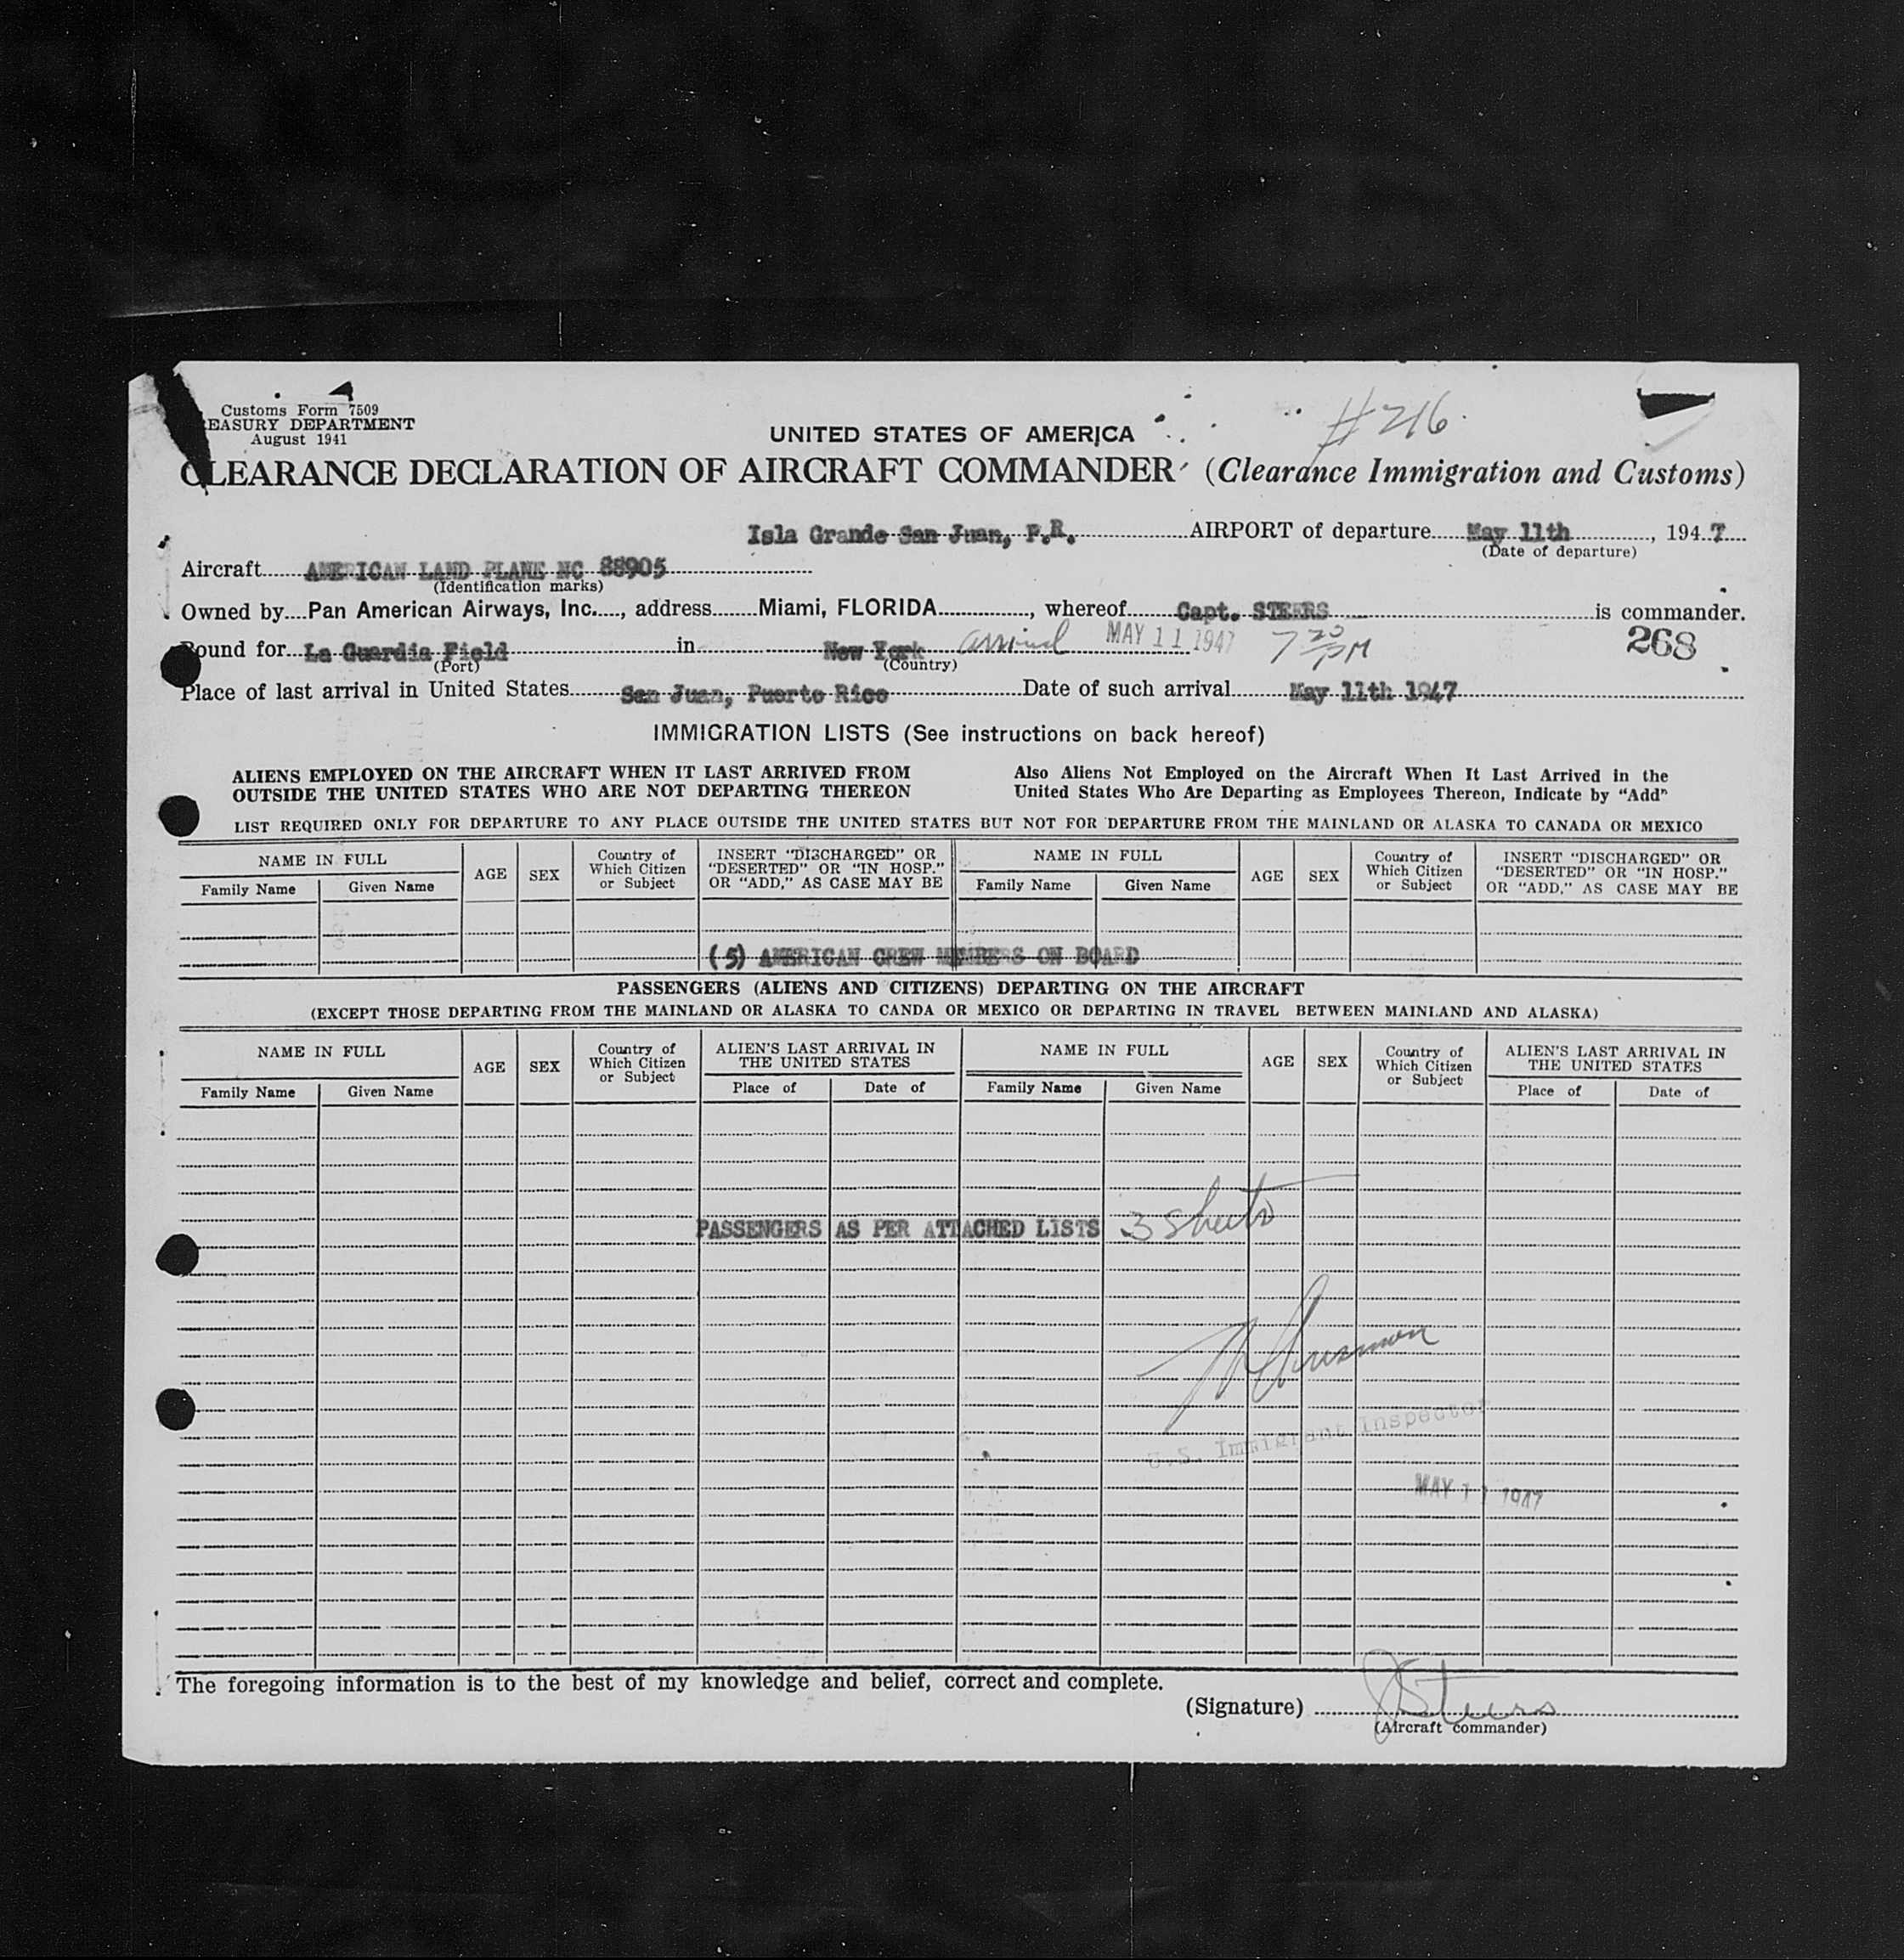 Customs Form 7509
EASURY DEPARTMENT
August 1941
#216
UNITED STATES OF AMERICA
CLEARANCE DECLARATION OF AIRCRAFT COMMANDER (Clearance Immigration and Customs)
Isla Grande San Juan, P.R. AIRPORT of departure May 11th, 1947
(Date of departure)
Aircraft AMERICAN LAND PLANE NC 88905
(Identification marks)
Owned by Pan American Airways, Inc., address Miami, FLORIDA, whereof Capt. STEERS is commander.
Bound for La Guardia Field in New York arrived MAY 11 1947 7 20 PM 268
(Port) (Country)
Place of last arrival in United States San Juan, Puerto Rico Date of such arrival May 11th 1947
IMMIGRATION LISTS (See instructions on back hereof)
ALIENS EMPLOYED ON THE AIRCRAFT WHEN IT LAST ARRIVED FROM
OUTSIDE THE UNITED STATES WHO ARE NOT DEPARTING THEREON
Also Aliens Not Employed on the Aircraft When It Last Arrived in the
United States Who Are Departing as Employees Thereon, Indicate by "Add"
LIST REQUIRED ONLY FOR DEPARTURE TO ANY PLACE OUTSIDE THE UNITED STATES BUT NOT FOR DEPARTURE FROM THE MAINLAND OR ALASKA TO CANADA OR MEXICO
NAME IN FULL
Family Name Given Name
AGE
SEX
Country of
Which Citizen
or Subject
INSERT "DISCHARGED" OR
"DESERTED" OR "IN HOSP."
OR "ADD," AS CASE MAY BE
NAME IN FULL
Family Name Given Name
AGE
SEX
Country of
Which Citizen
or Subject
INSERT "DISCHARGED" OR
"DESERTED" OR "IN HOSP."
OR "ADD," AS CASE MAY BE
(5) AMERICAN CREW MEMBERS ON BOARD
PASSENGERS (ALIENS AND CITIZENS) DEPARTING ON THE AIRCRAFT
(EXCEPT THOSE DEPARTING FROM THE MAINLAND OR ALASKA TO CANDA OR MEXICO OR DEPARTING IN TRAVEL BETWEEN MAINLAND AND ALASKA)
NAME IN FULL
Family Name Given Name
AGE
SEX
Country of
Which Citizen
or Subject
ALIEN'S LAST ARRIVAL IN
THE UNITED STATES
Place of Date of
NAME IN FULL
Family Name Given Name
AGE
SEX
Country of
Which Citizen
or Subject
ALIEN'S LAST ARRIVAL IN
THE UNITED STATES
Place of Date of
PASSENGERS AS PER ATTACHED LISTS 3 Sheets
U.S. Immigrant Inspector
MAY 11 1947
The foregoing information is to the best of my knowledge and belief, correct and complete.
(Signature) J Steers
(Aircraft commander)